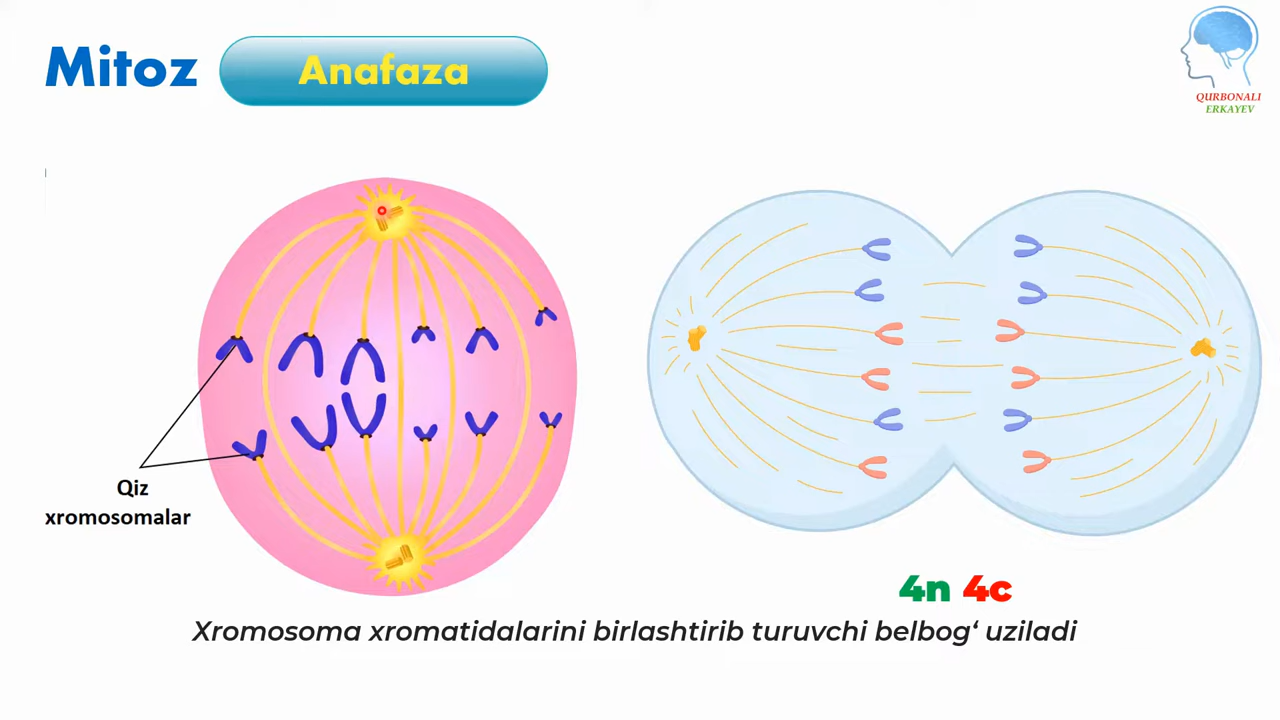 Mitoz
Anafaza
QURBONALI
ERKAYEV
Qiz
xromosomalar
4n 4c
Xromosoma xromatidalarini birlashtirib turuvchi belbog‘ uziladi